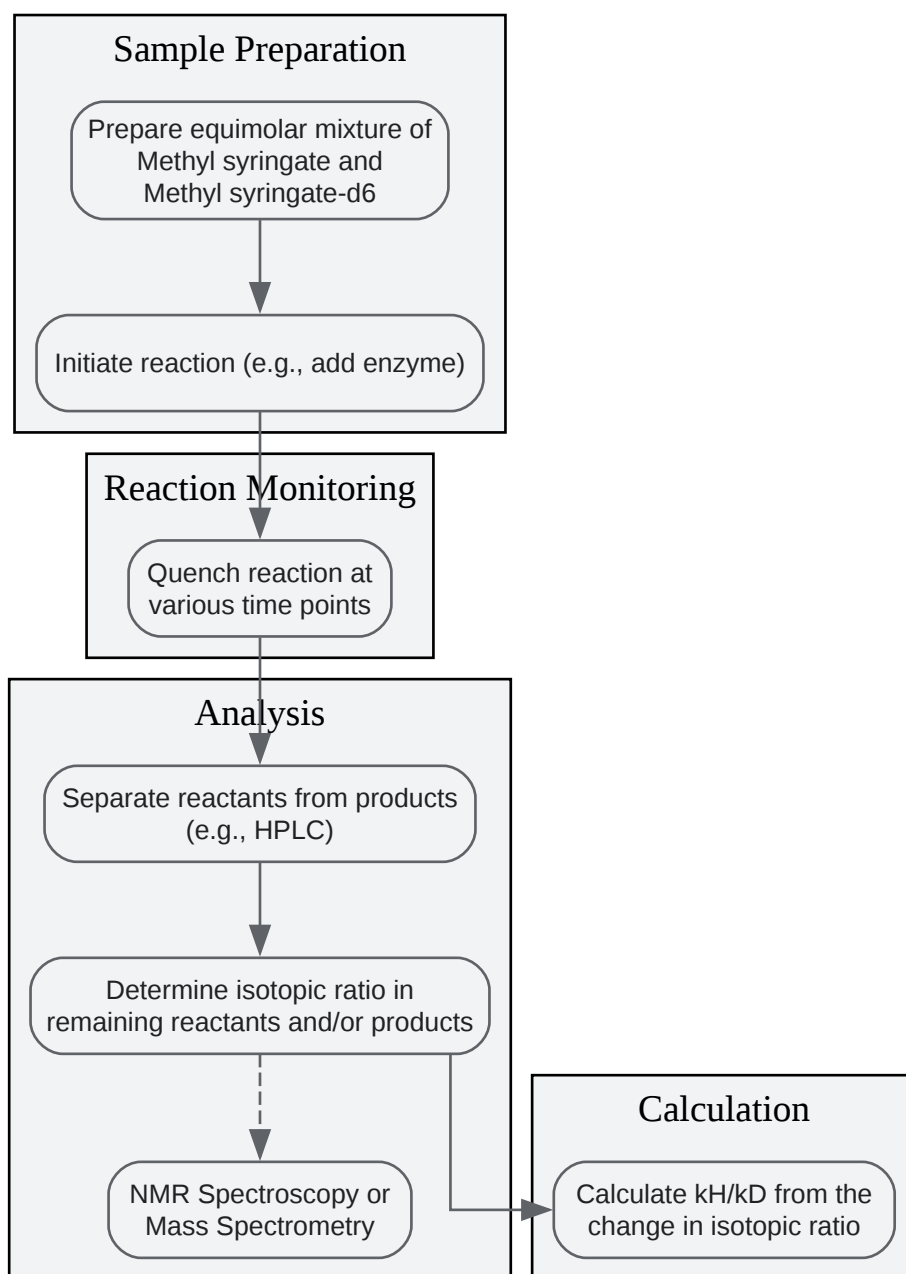 Sample Preparation
Prepare equimolar mixture of
Methyl syringate and
Methyl syringate-d6
Initiate reaction (e.g., add enzyme)
Reaction Monitoring
Quench reaction at
various time points
Analysis
Separate reactants from products
(e.g., HPLC)
Determine isotopic ratio in
remaining reactants and/or products
NMR Spectroscopy or
Mass Spectrometry
Calculation
Calculate kH/kD from the
change in isotopic ratio